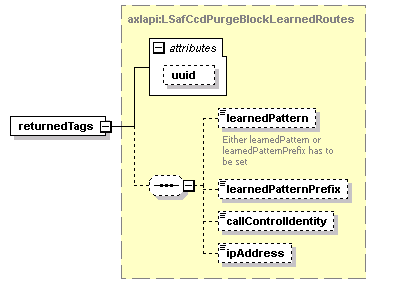 axlapi:LSafCcdPurgeBlockLearnedRoutes
attributes
uuid
returnedTags
learnedPattern
Either learnedPattern or
learnedPatternPrefix has to
be set
learnedPatternPrefix
callControlIdentity
ipAddress